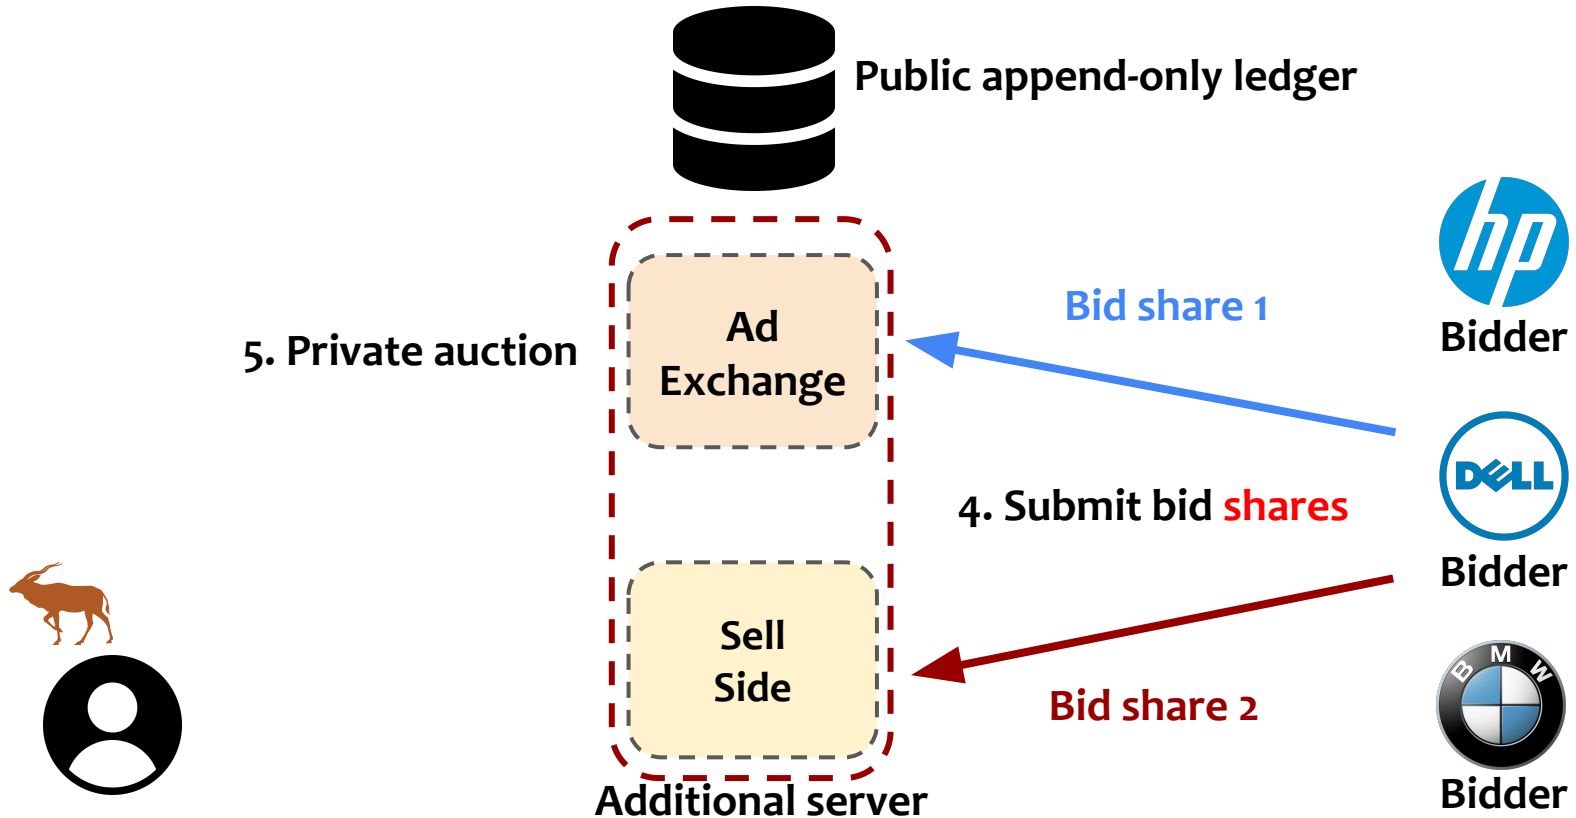 Public append-only ledger
hp
Bidder
Bid share 1
Ad
Exchange
5. Private auction
DELL
Bidder
4. Submit bid shares
Sell
Side
Bid share 2
BMW
Bidder
Additional server